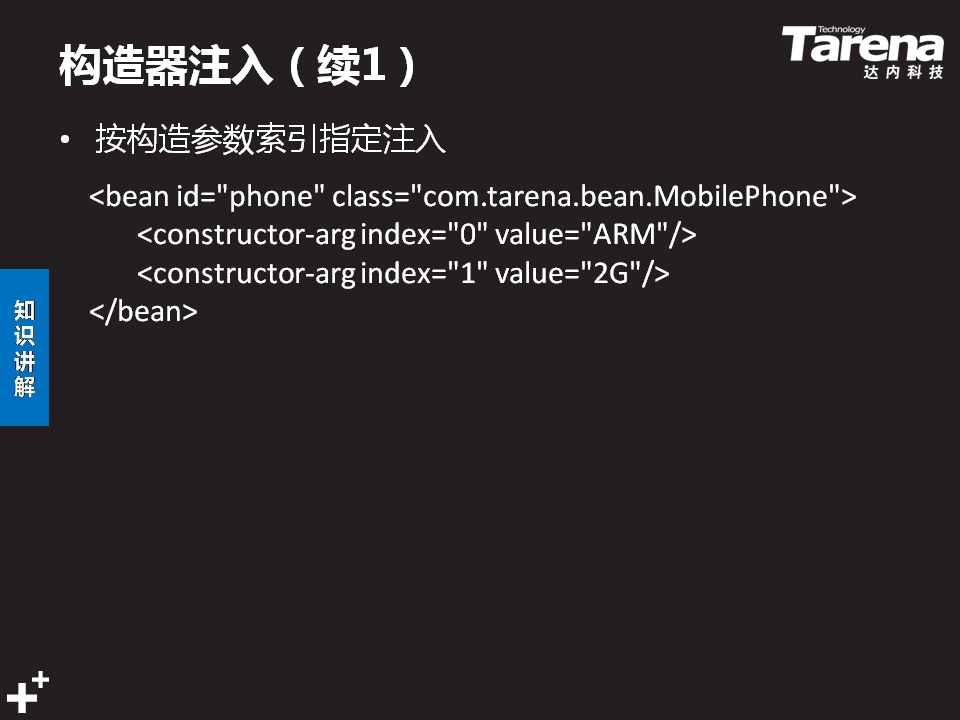 构造器注入（续1）
Technology
Tarena
达内科技
• 按构造参数索引指定注入
<bean id="phone" class="com.tarena.bean.MobilePhone">
<constructor-arg index="0" value="ARM"/>
<constructor-arg index="1" value="2G"/>
</bean>
知
识
讲
解